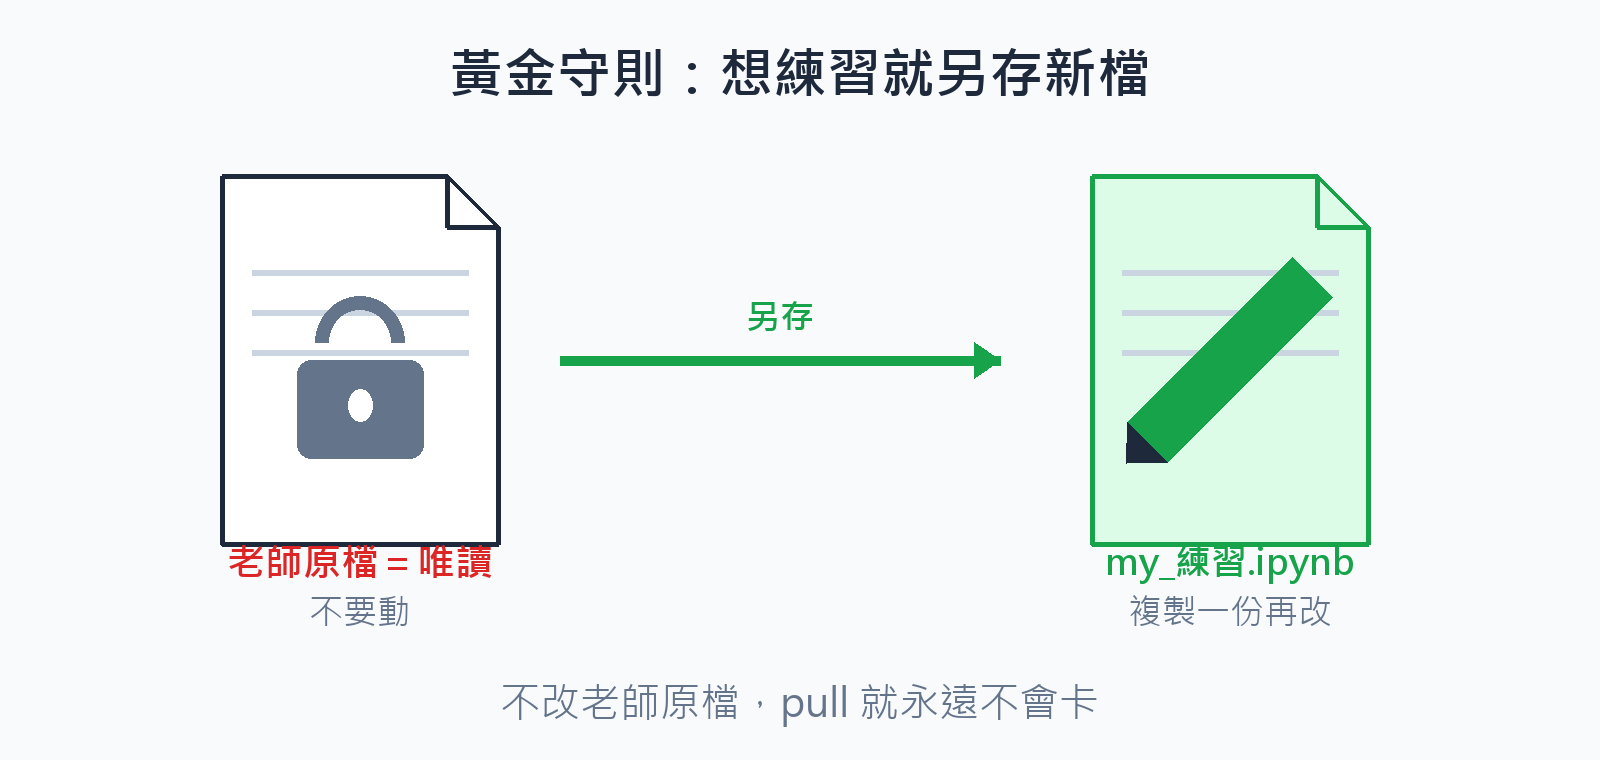 黃金守則：想練習就另存新檔
另存
老師原檔 = 唯讀
不要動
my_練習.ipynb
複製一份再改
不改老師原檔，pull 就永遠不會卡